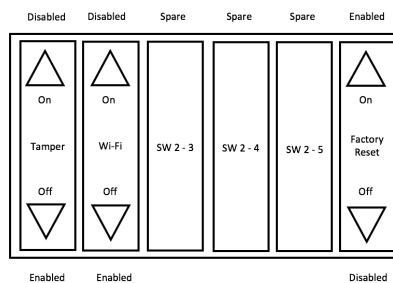 Disabled Disabled Spare Spare Spare Enabled
On On On
Tamper Wi-Fi SW 2 - 3 SW 2 - 4 SW 2 - 5 Factory
Reset
Off Off Off
Enabled Enabled Disabled